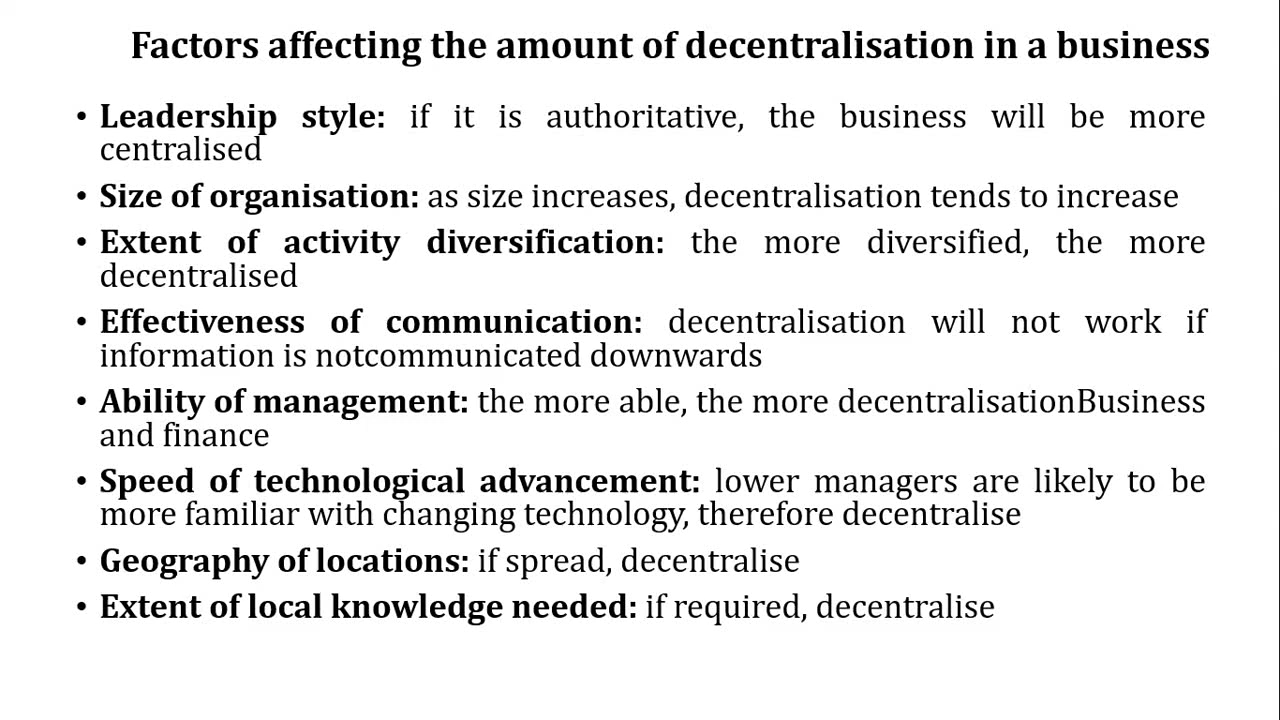 Factors affecting the amount of decentralisation in a business
• Leadership style: if it is authoritative, the business will be more
centralised
• Size of organisation: as size increases, decentralisation tends to increase
• Extent of activity diversification: the more diversified, the more
decentralised
• Effectiveness of communication: decentralisation will not work if
information is notcommunicated downwards
• Ability of management: the more able, the more decentralisationBusiness
and finance
• Speed of technological advancement: lower managers are likely to be
more familiar with changing technology, therefore decentralise
• Geography of locations: if spread, decentralise
• Extent of local knowledge needed: if required, decentralise